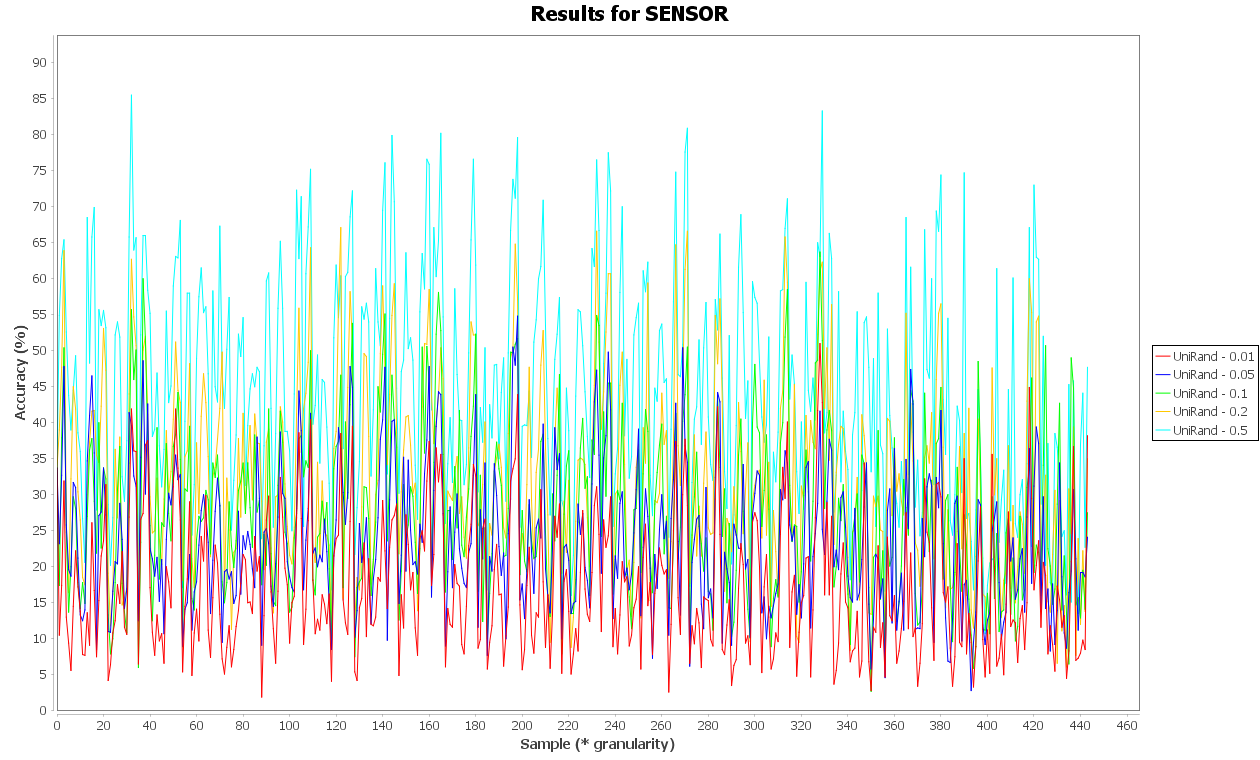 Results for SENSOR
Accuracy (%)
90
85
80
75
70
65
60
55
50
45
40
35
30
25
20
15
10
5
0
0 20 40 60 80 100 120 140 160 180 200 220 240 260 280 300 320 340 360 380 400 420 440 460
Sample (* granularity)
UniRand - 0.01
UniRand - 0.05
UniRand - 0.1
UniRand - 0.2
UniRand - 0.5